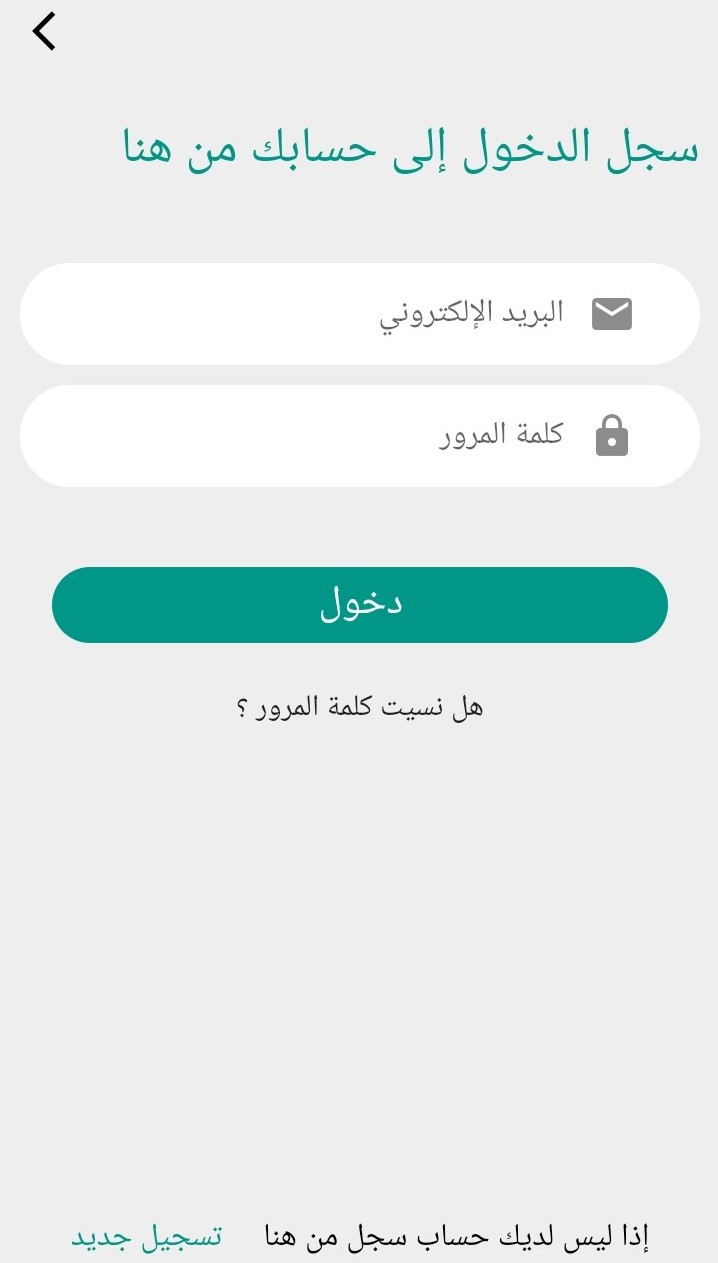 سجل الدخول إلى حسابك من هنا
البريد الإلكتروني
كلمة المرور
دخول
هل نسيت كلمة المرور ؟
إذا ليس لديك حساب سجل من هنا تسجيل جديد